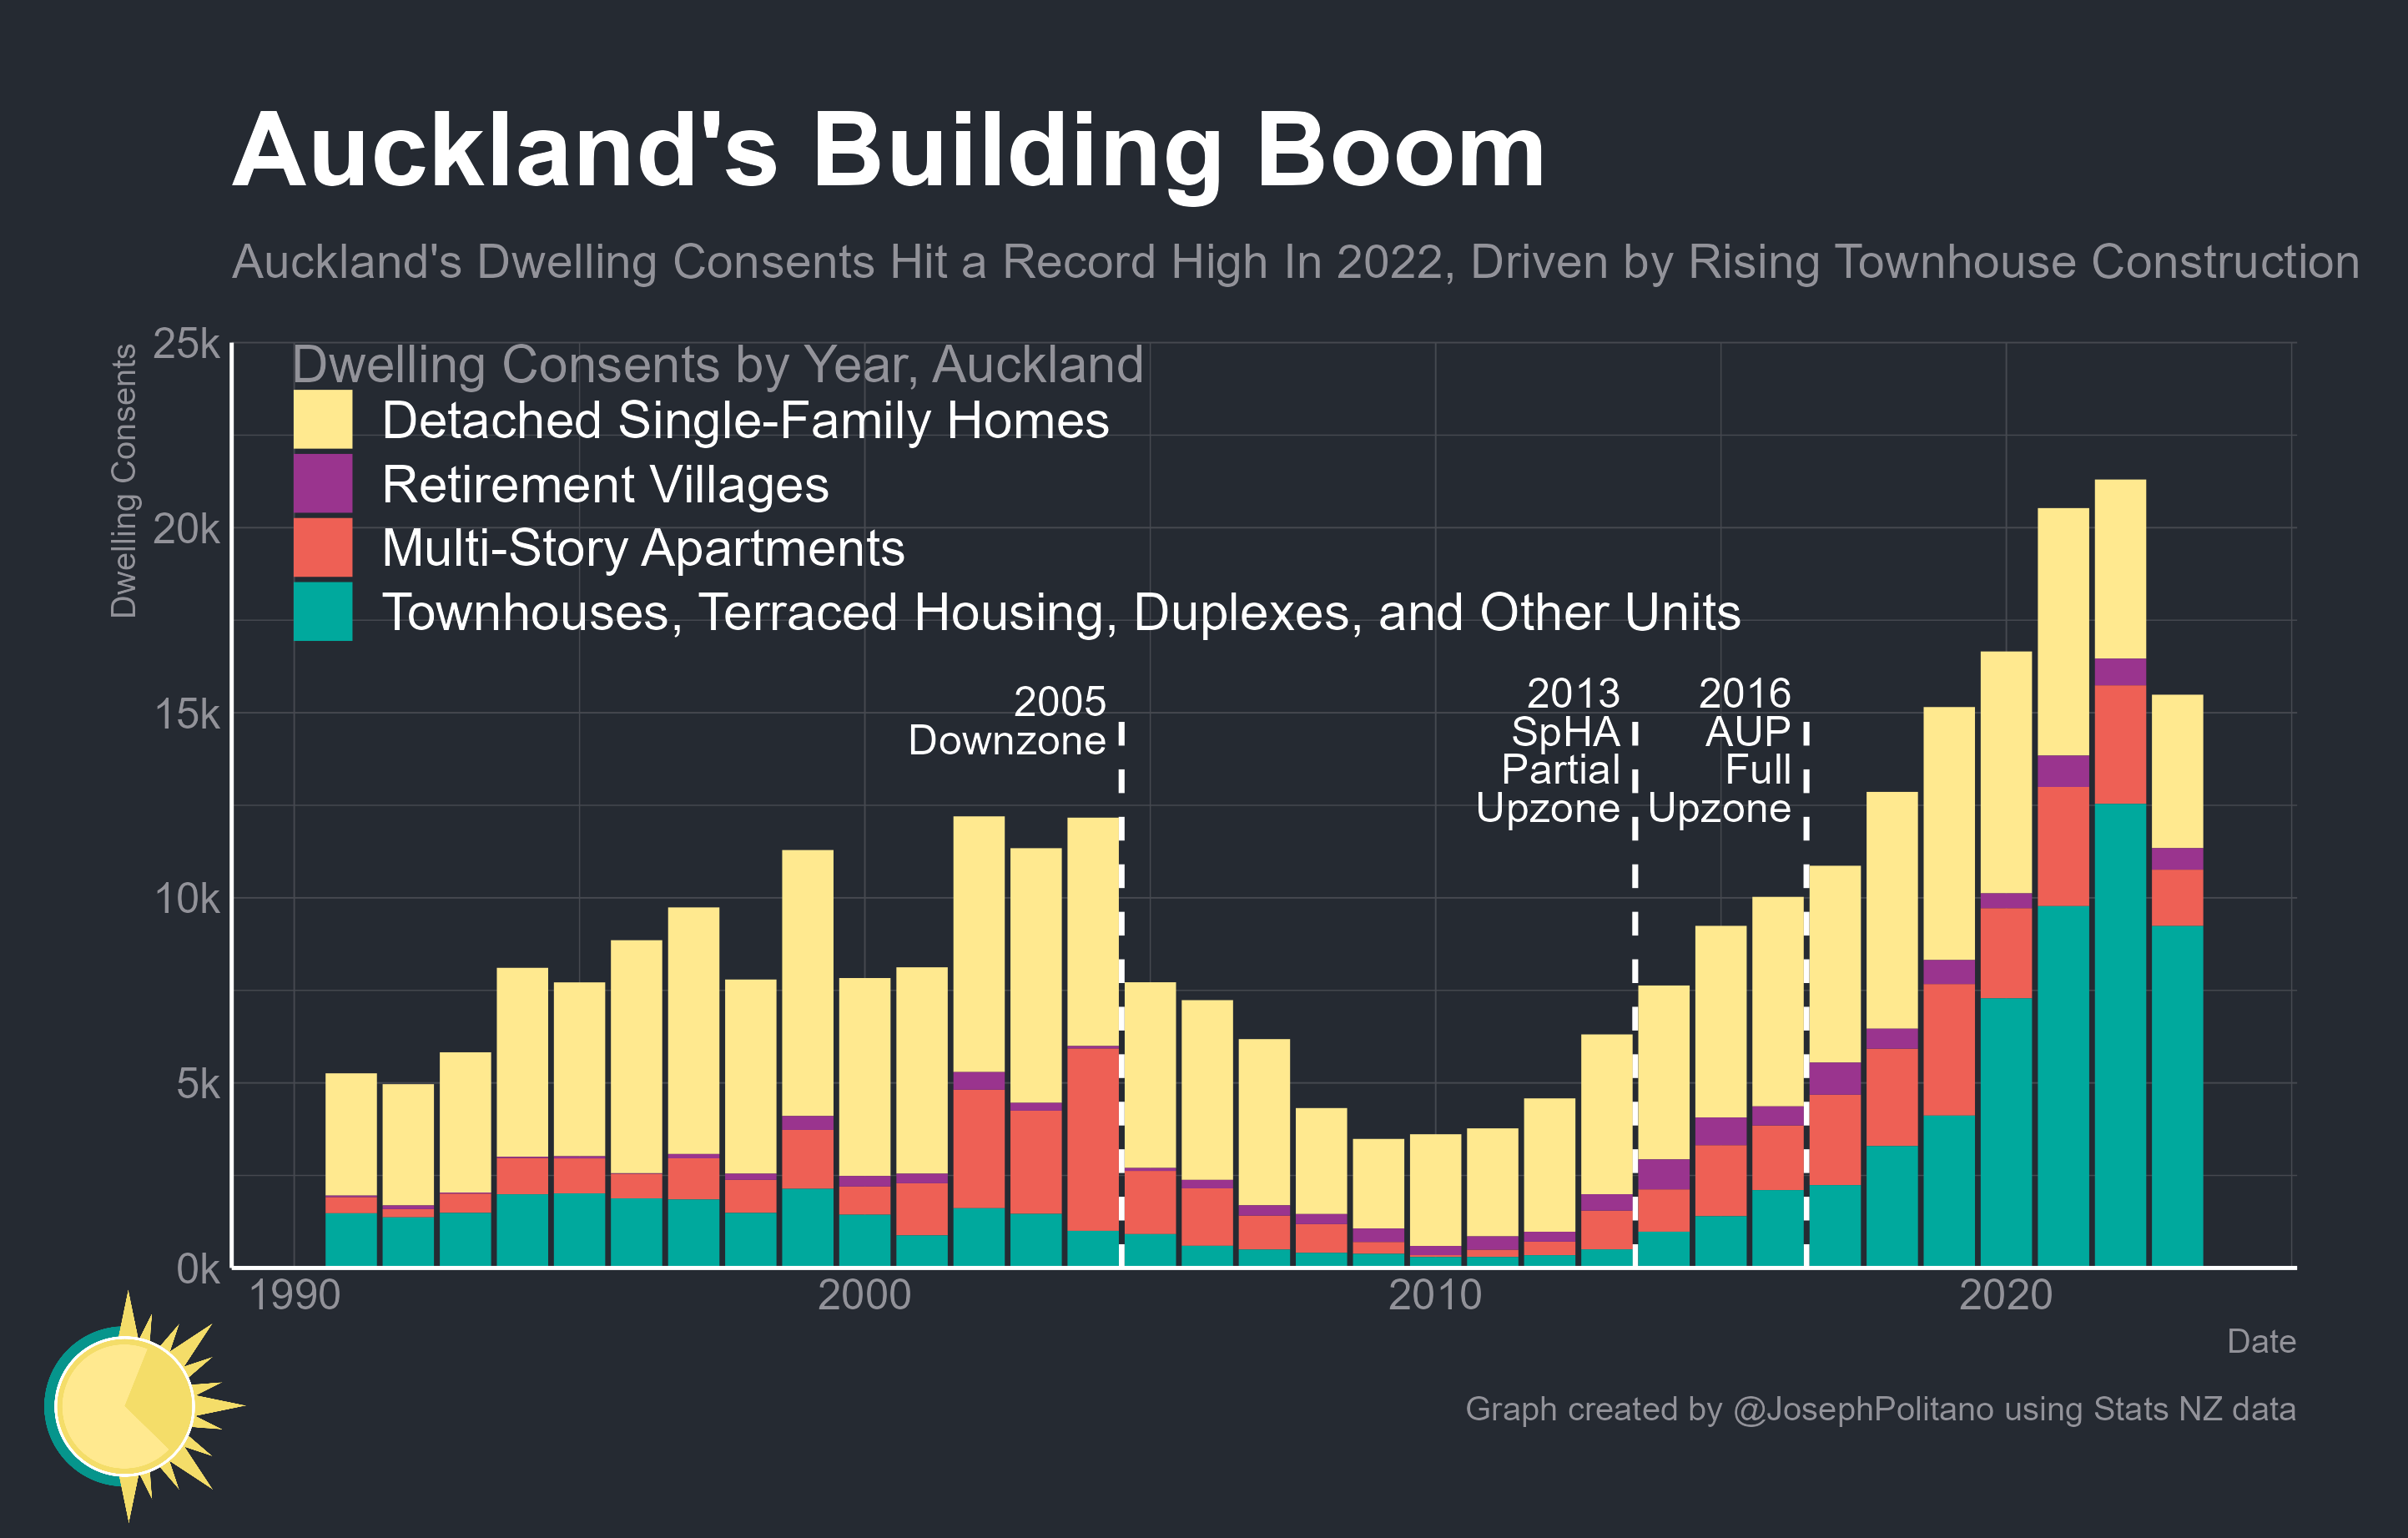 Auckland's Building Boom
Auckland's Dwelling Consents Hit a Record High In 2022, Driven by Rising Townhouse Construction
Dwelling Consents
25k
20k
15k
10k
5k
0k
Dwelling Consents by Year, Auckland
Detached Single-Family Homes
Retirement Villages
Multi-Story Apartments
Townhouses, Terraced Housing, Duplexes, and Other Units
2005
Downzone
2013
SpHA
Partial
Upzone
2016
AUP
Full
Upzone
1990
2000
2010
2020
Date
Graph created by @JosephPolitano using Stats NZ data